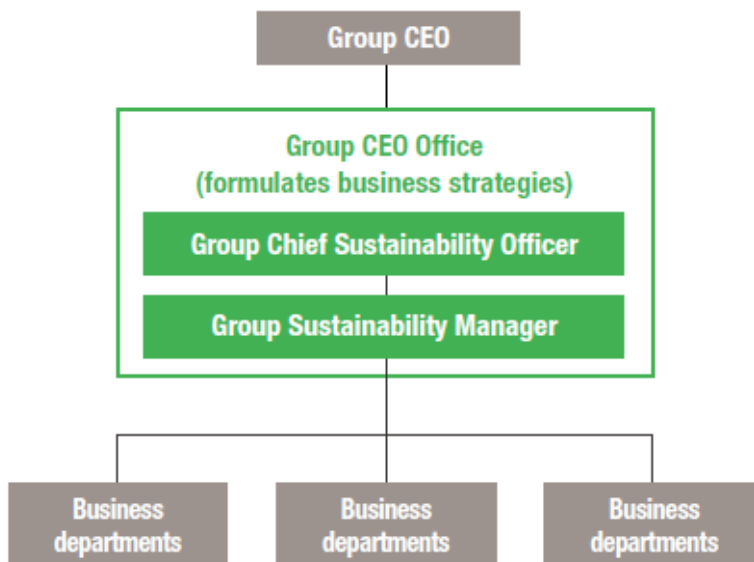 Group CEO
Group CEO Office
(formulates business strategies)
Group Chief Sustainability Officer
Group Sustainability Manager
Business
departments
Business
departments
Business
departments